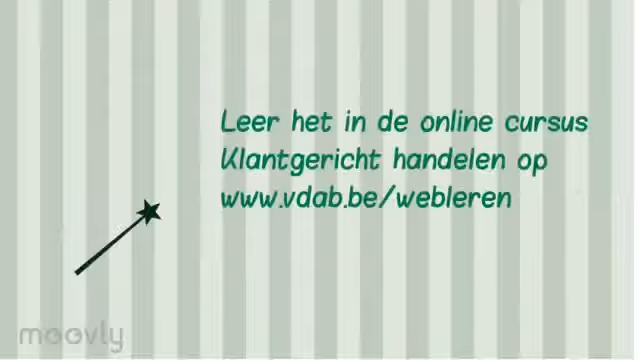 Leer het in de online cursus
Klantgericht handelen op
www.vdab.be/webleren
moovly